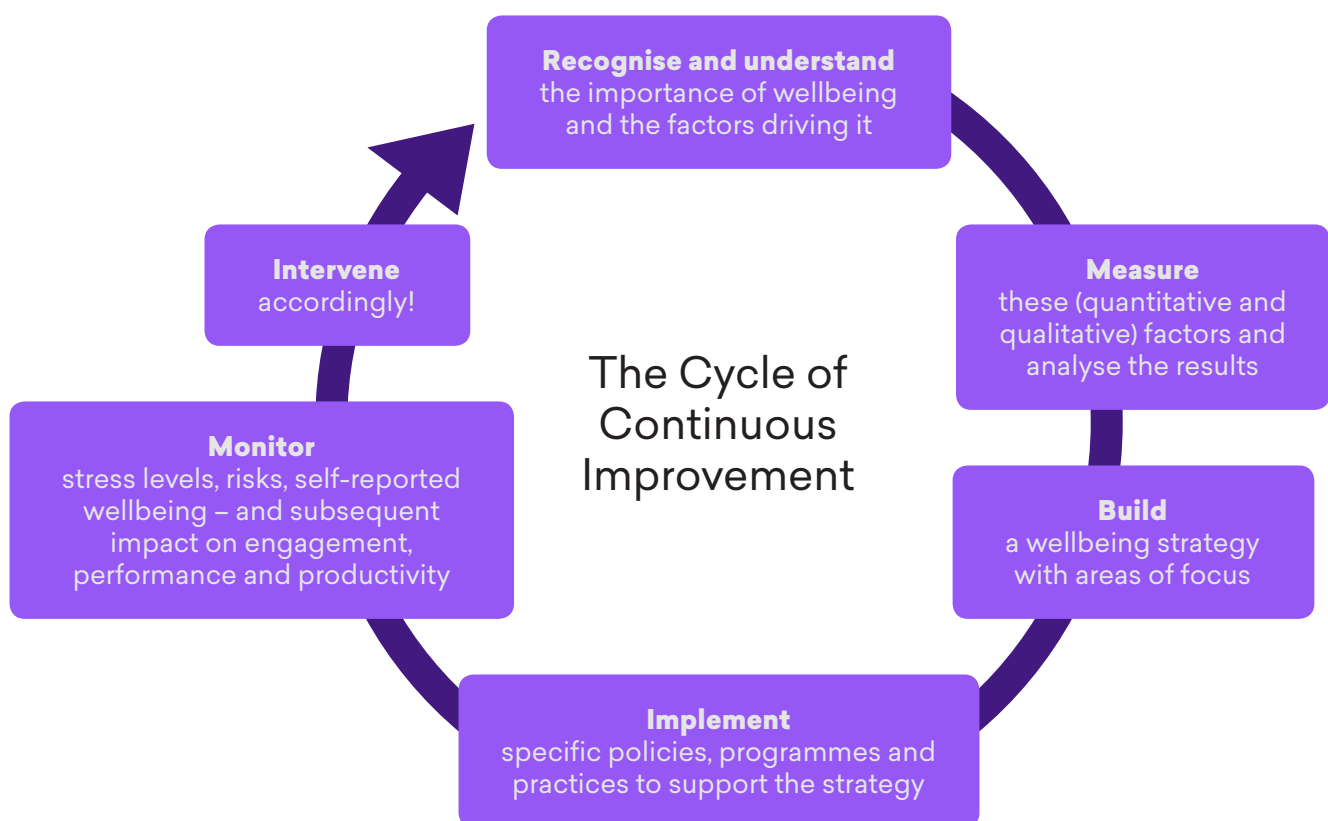 Recognise and understand
the importance of wellbeing
and the factors driving it
Measure
these (quantitative and
qualitative) factors and
analyse the results
Build
a wellbeing strategy
with areas of focus
Implement
specific policies, programmes and
practices to support the strategy
Monitor
stress levels, risks, self-reported
wellbeing – and subsequent
impact on engagement,
performance and productivity
Intervene
accordingly!
The Cycle of
Continuous
Improvement